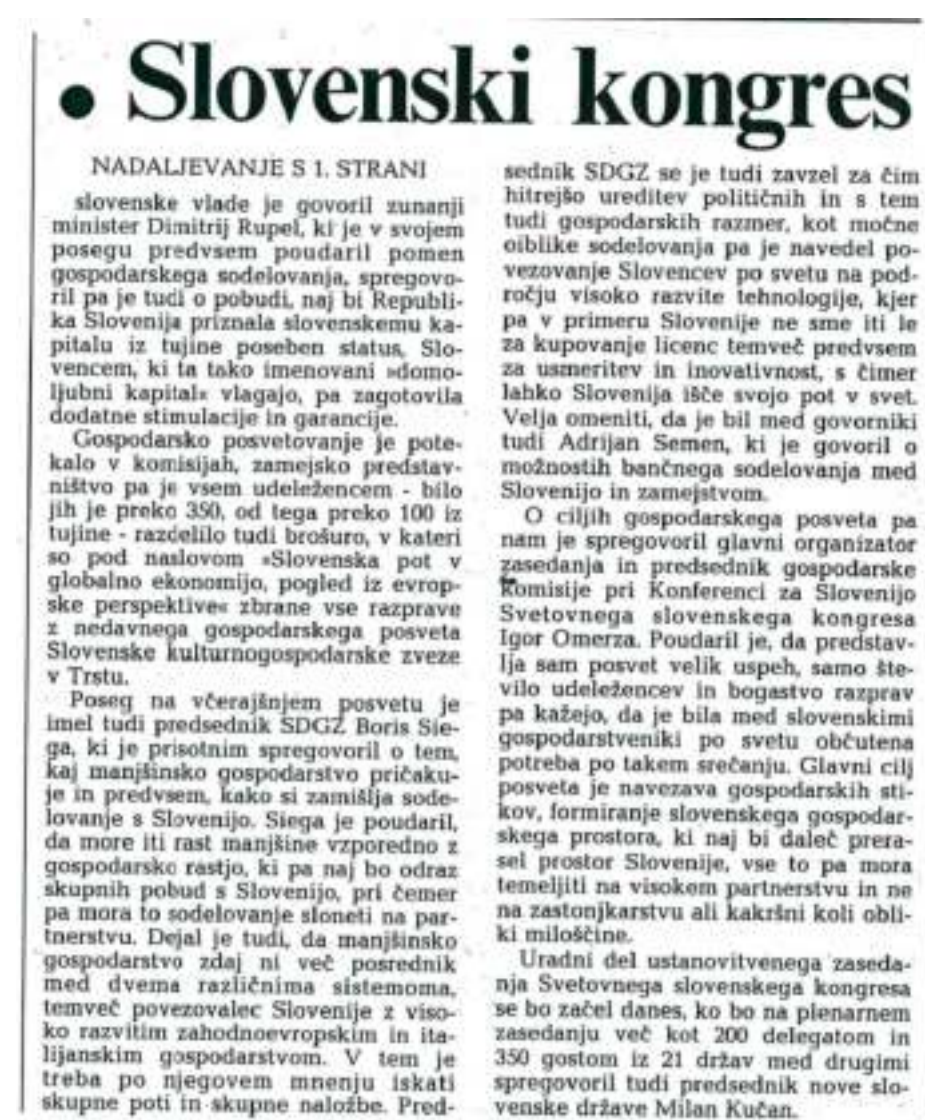 • Slovenski kongres
NADALJEVANJE S 1. STRANI
slovenske vlade je govoril zunanji
minister Dimitrij Rupel, ki je v svojem
posegu predvsem poudaril pomen
gospodarskega sodelovanja, spregovo-
ril pa je tudi o pobudi, naj bi Republi-
ka Slovenija priznala slovenskemu ka-
pitalu iz tujine poseben status, Slo-
vencem, ki ta tako imenovani »domo-
ljubni kapital« vlagajo, pa zagotovila
dodatne stimulacije in garancije.
Gospodarsko posvetovanje je pote-
kalo v komisijah, zamejsko predstav-
ništvo pa je vsem udeležencem - bilo
jih je preko 350, od tega preko 100 iz
tujine - razdelilo tudi brošuro, v kateri
so pod naslovom »Slovenska pot v
globalno ekonomijo, pogled iz evrop-
ske perspektive« zbrane vse razprave
z nedavnega gospodarskega posveta
Slovenske kulturnogospodarske zveze
v Trstu.
Poseg na včerajšnjem posvetu je
imel tudi predsednik SDGZ Boris Sie-
ga, ki je prisotnim spregovoril o tem,
kaj manjšinsko gospodarstvo pričaku-
je in predvsem, kako si zamišlja sode-
lovanje s Slovenijo. Siega je poudaril,
da more iti rast manjšine vzporedno z
gospodarsko rastjo, ki pa naj bo odraz
skupnih pobud s Slovenijo, pri čemer
pa mora to sodelovanje sloneti na par-
tnerstvu. Dejal je tudi, da manjšinsko
gospodarstvo zdaj ni več posrednik
med dvema različnima sistemoma,
temveč povezovalec Slovenije z viso-
ko razvitim zahodnoevropskim in ita-
lijanskim gospodarstvom. V tem je
treba po njegovem mnenju iskati
skupne poti in skupne naložbe. Pred-
sednik SDGZ se je tudi zavzel za čim
hitrejšo ureditev političnih in s tem
tudi gospodarskih razmer, kot močne
oiblike sodelovanja pa je navedel po-
vezovanje Slovencev po svetu na pod-
ročju visoko razvite tehnologije, kjer
pa v primeru Slovenije ne sme iti le
za kupovanje licenc temveč predvsem
za usmeritev in inovativnost, s čimer
lahko Slovenija išče svojo pot v svet.
Velja omeniti, da je bil med govorniki
tudi Adrijan Semen, ki je govoril o
možnostih bančnega sodelovanja med
Slovenijo in zamejstvom.
O ciljih gospodarskega posveta pa
nam je spregovoril glavni organizator
zasedanja in predsednik gospodarske
komisije pri Konferenci za Slovenijo
Svetovnega slovenskega kongresa
Igor Omerza. Poudaril je, da predstav-
lja sam posvet velik uspeh, samo šte-
vilo udeležencev in bogastvo razprav
pa kažejo, da je bila med slovenskimi
gospodarstveniki po svetu občutena
potreba po takem srečanju. Glavni cilj
posveta je navezava gospodarskih sti-
kov, formiranje slovenskega gospodar-
skega prostora, ki naj bi daleč prera-
sel prostor Slovenije, vse to pa mora
temeljiti na visokem partnerstvu in ne
na zastonjkarstvu ali kakršni koli obli-
ki miloščine.
Uradni del ustanovitvenega zaseda-
nja Svetovnega slovenskega kongresa
se bo začel danes, ko bo na plenarnem
zasedanju več kot 200 delegatom in
350 gostom iz 21 držav med drugimi
spregovoril tudi predsednik nove slo-
venske države Milan Kučan.